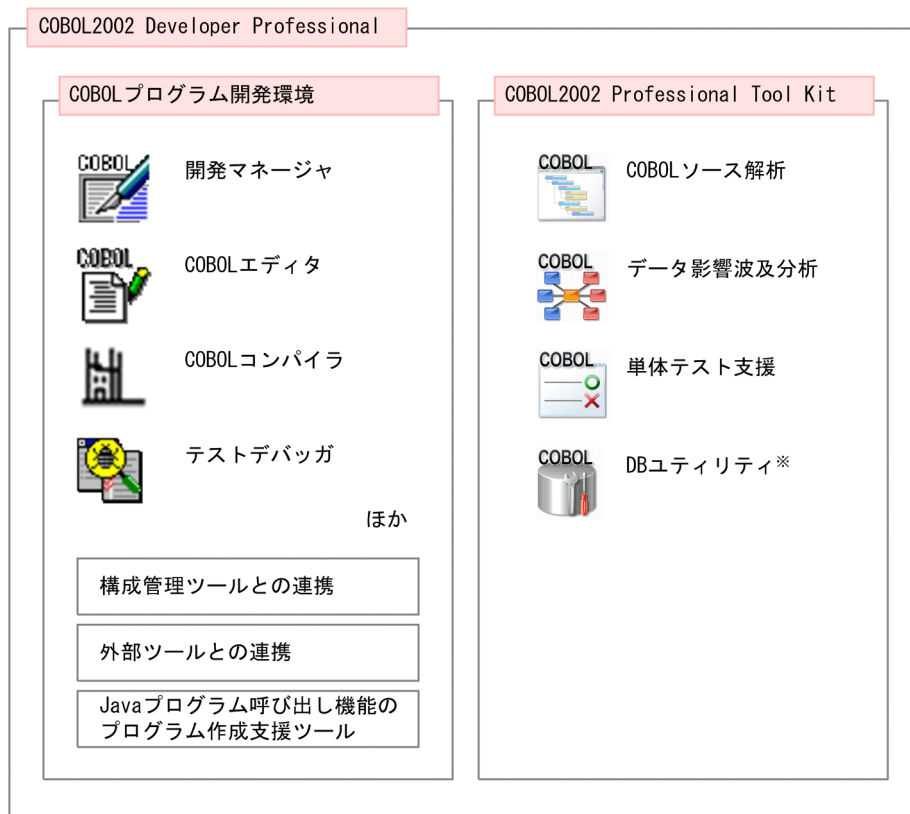 COBOL2002 Developer Professional
COBOLプログラム開発環境
COBOL
開発マネージャ
COBOL
COBOLエディタ
COBOLコンパイラ
テストデバッガ
ほか
構成管理ツールとの連携
外部ツールとの連携
Javaプログラム呼び出し機能の
プログラム作成支援ツール
COBOL2002 Professional Tool Kit
COBOL
COBOLソース解析
COBOL
データ影響波及分析
COBOL
単体テスト支援
COBOL
DBユティリティ※